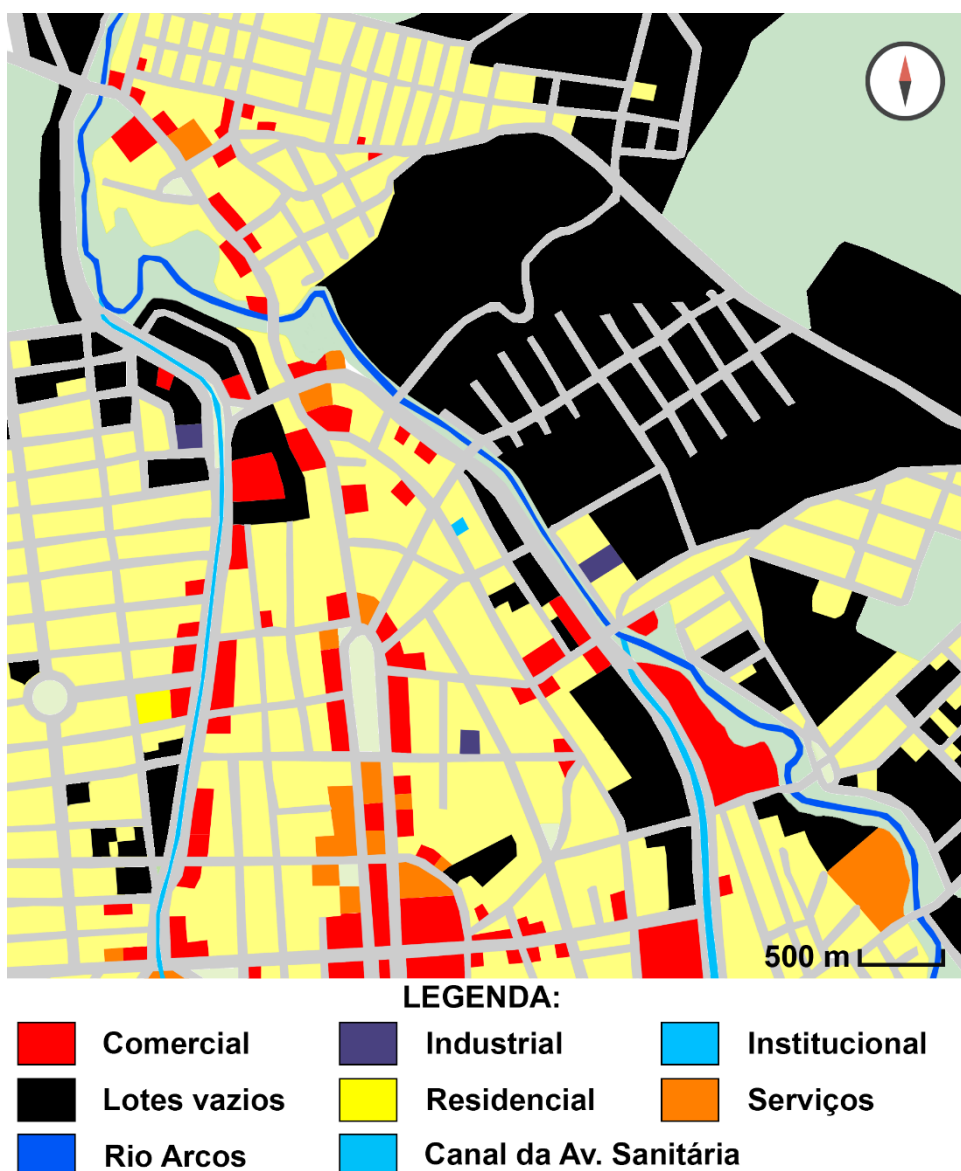 500 m
LEGENDA:
Comercial Industrial Institucional
Lotes vazios Residencial Serviços
Rio Arcos Canal da Av. Sanitária